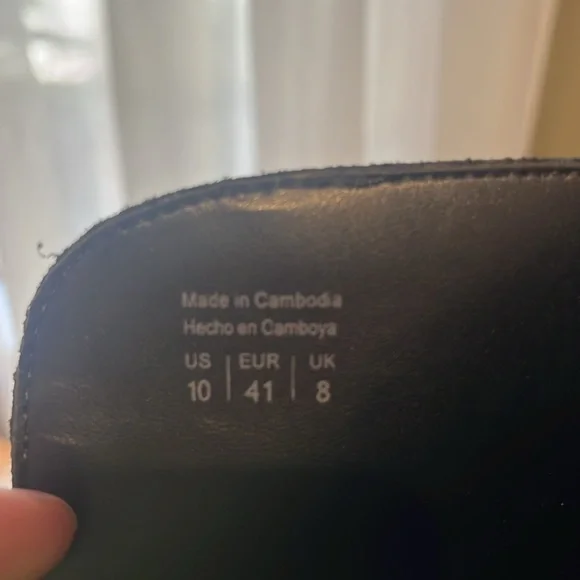 Made in Cambodia
Hecho en Camboya
US | EUR | UK
10 | 41 | 8